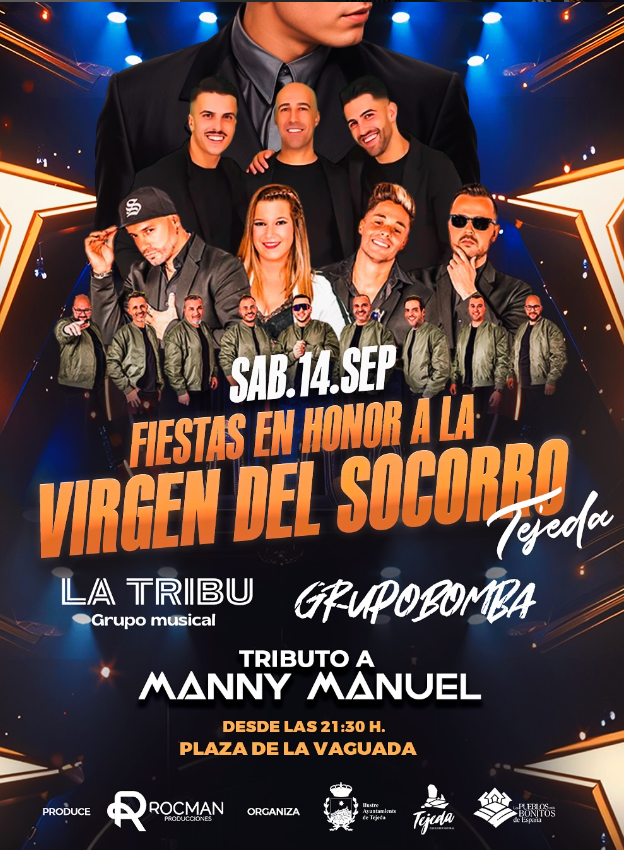 S
SAB.14.SEP
FIESTAS EN HONOR A LA
VIRGEN DEL SOCORRO
Tejeda
LA TRIBU
Grupo musical
GRUPOBOMBA
TRIBUTO A
MANNY MANUEL
DESDE LAS 21:30 H.
PLAZA DE LA VAGUADA
PRODUCE
R ROCMAN
PRODUCCIONES
ORGANIZA
Ilustre
Ayuntamiento
de Tejeda
Tejeda
PUEBLOS
BONITOS
de España